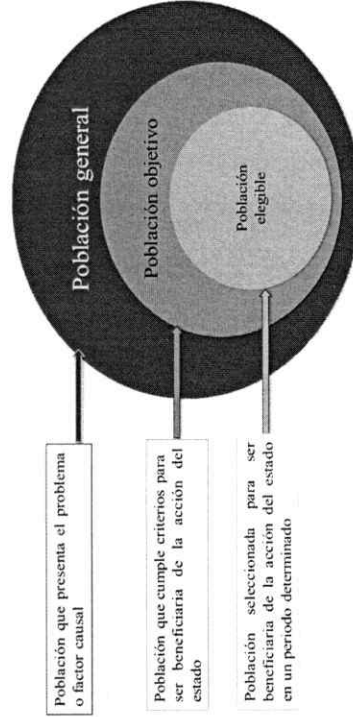 Población que presenta el problema
o factor causal
Población que cumple criterios para
ser beneficiaria de la acción del
estado
Población seleccionada para ser
beneficiaria de la acción del estado
en un periodo determinado
Población general
Población objetivo
Población
elegible